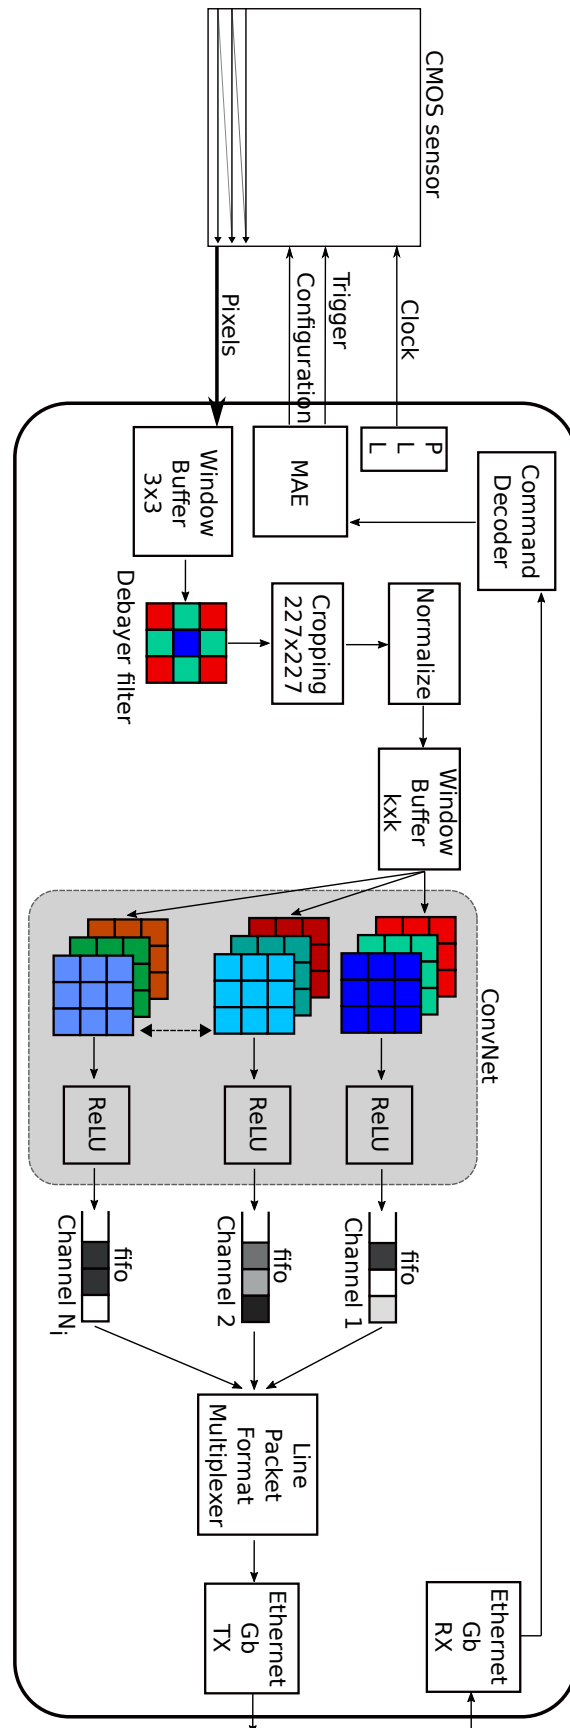 CMOS sensor
Clock
Trigger
Configuration
Pixels
P
L
L
MAE
Command
Decoder
Window
Buffer
3x3
Debayer filter
Cropping
227x227
Normalize
Window
Buffer
kxk
ConvNet
ReLU
ReLU
ReLU
fifo
Channel 1
fifo
Channel 2
fifo
Channel Ni
Line
Packet
Format
Multiplexer
Ethernet
Gb
TX
Ethernet
Gb
RX